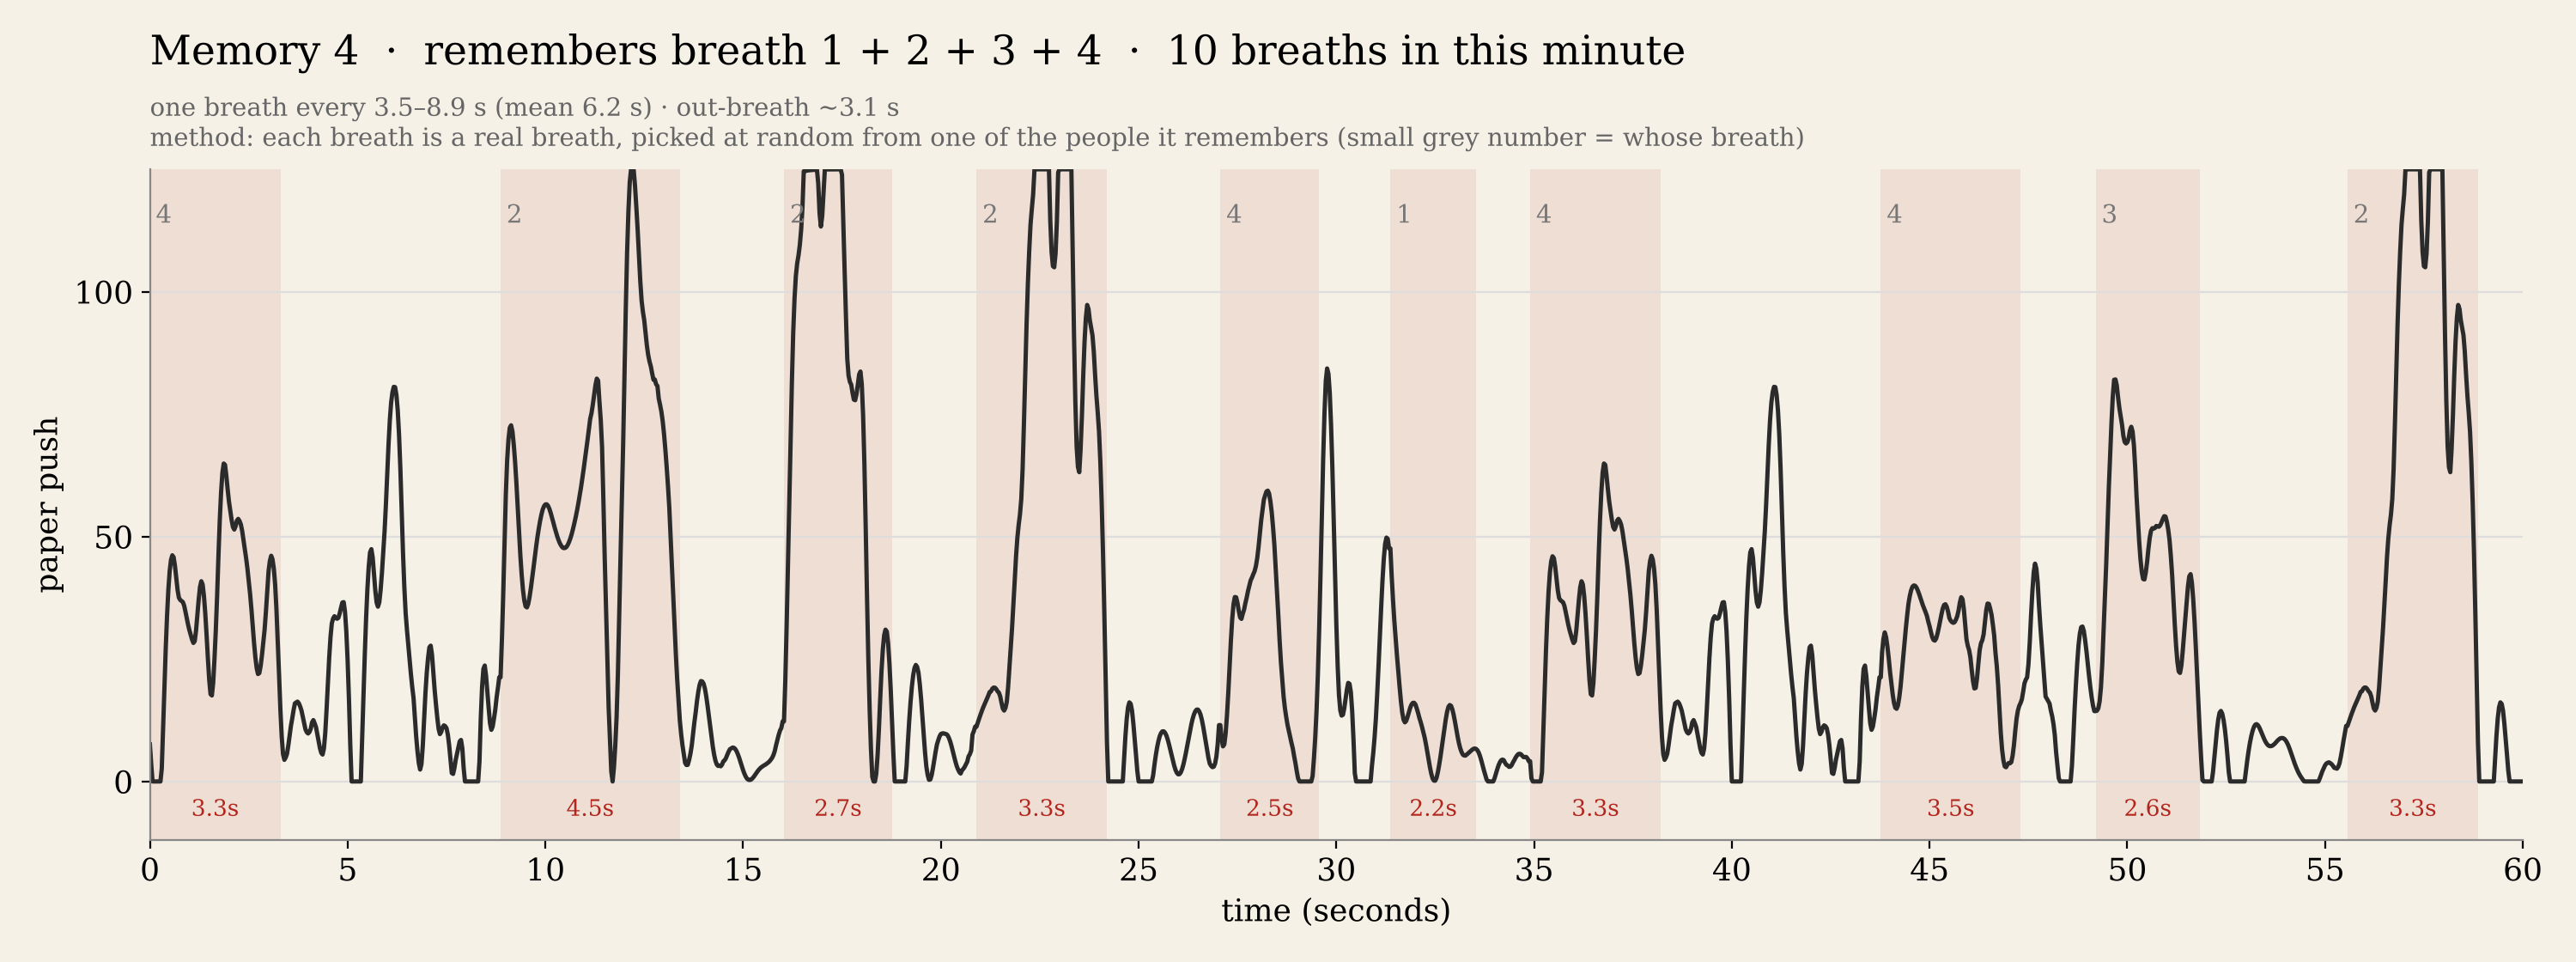 Memory 4 · remembers breath 1 + 2 + 3 + 4 · 10 breaths in this minute
one breath every 3.5–8.9 s (mean 6.2 s) · out-breath ~3.1 s
method: each breath is a real breath, picked at random from one of the people it remembers (small grey number = whose breath)
4 2 2 2 4 1 4 4 3 2
100
50
0
paper push
3.3s 4.5s 2.7s 3.3s 2.5s 2.2s 3.3s 3.5s 2.6s 3.3s
0 5 10 15 20 25 30 35 40 45 50 55 60
time (seconds)